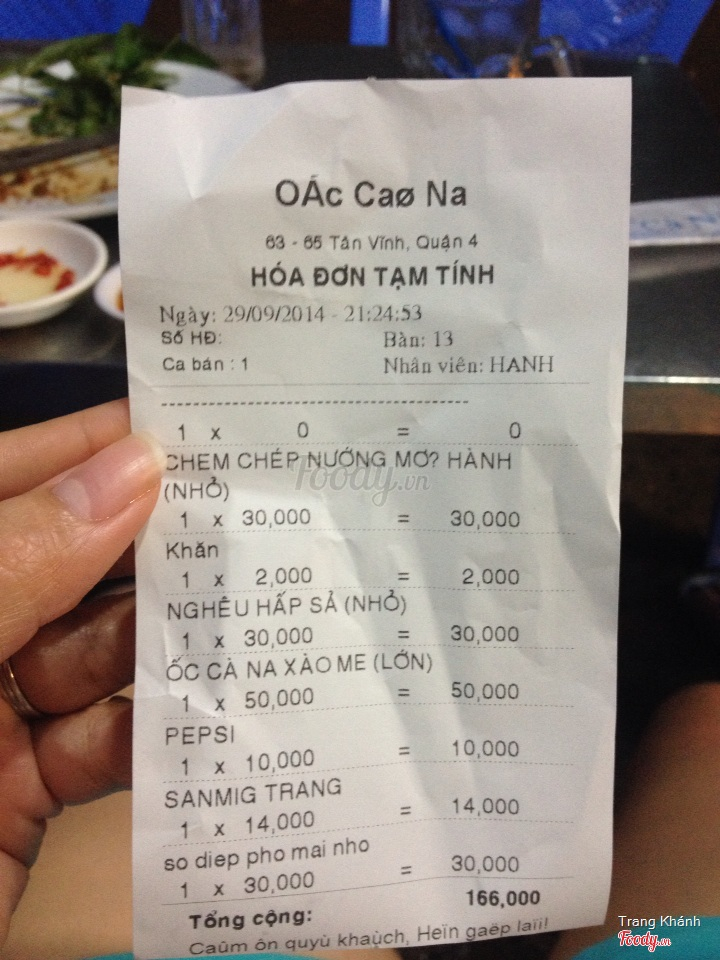 OÁc Caø Na
63 - 65 Tân Vĩnh, Quận 4
HÓA ĐƠN TẠM TÍNH
Ngày: 29/09/2014 - 21:24:53
Số HĐ: Bàn: 13
Ca bán : 1 Nhân viên: HANH
1 x 0 = 0
CHEM CHÉP NƯỚNG MƠ? HÀNH
(NHỎ)
1 x 30,000 = 30,000
Khăn
1 x 2,000 = 2,000
NGHÊU HẤP SẢ (NHỎ)
1 x 30,000 = 30,000
ỐC CÀ NA XÀO ME (LỚN)
1 x 50,000 = 50,000
PEPSI
1 x 10,000 = 10,000
SANMIG TRANG
1 x 14,000 = 14,000
so diep pho mai nho
1 x 30,000 = 30,000
Tổng cộng: 166,000
Caûm ôn quyù khaùch, Heïn gaëp laïi!
Foody.vn
Trang Khánh
Foody.vn